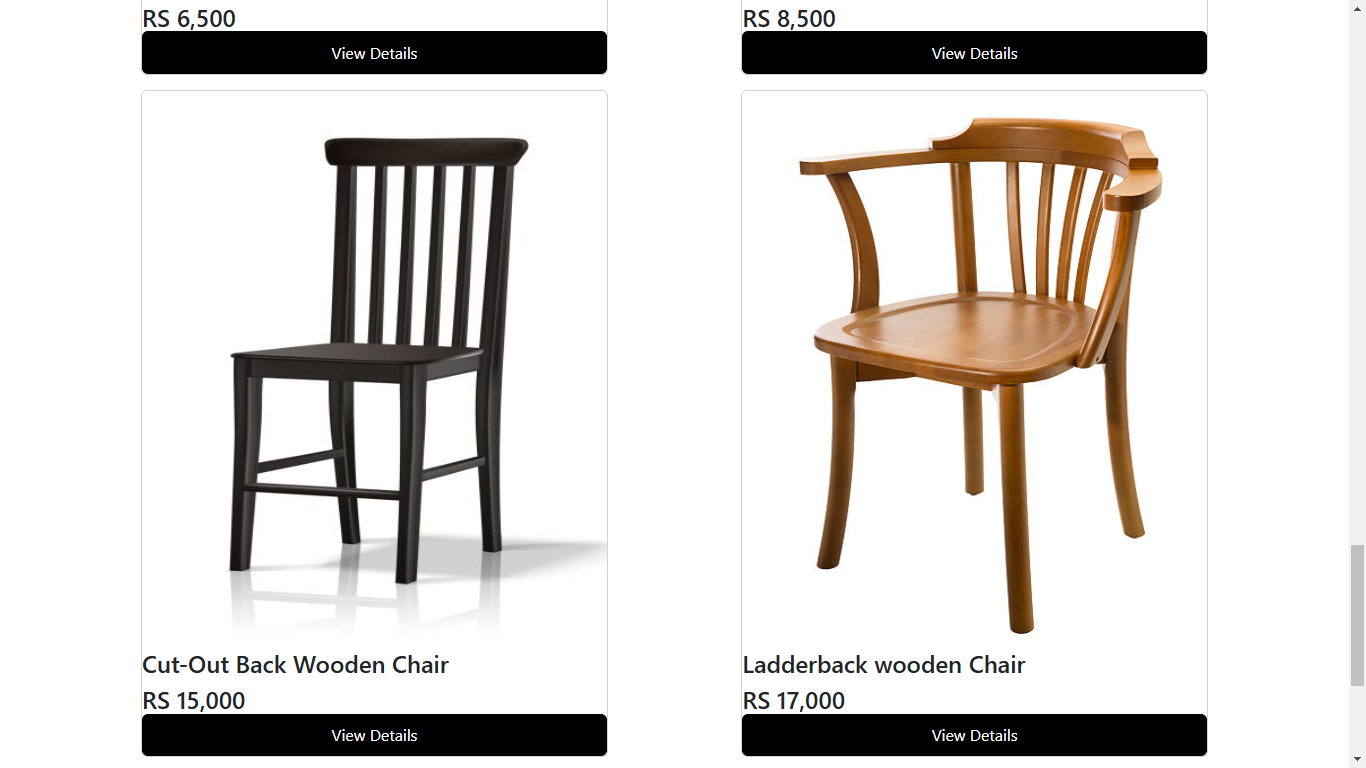 RS 6,500
View Details
RS 8,500
View Details
Cut-Out Back Wooden Chair
RS 15,000
View Details
Ladderback wooden Chair
RS 17,000
View Details